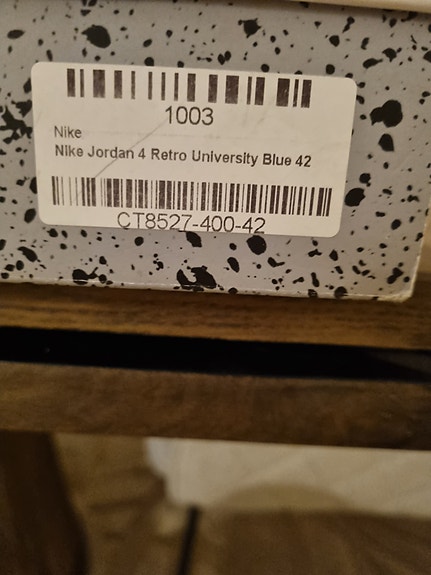 1003
Nike
Nike Jordan 4 Retro University Blue 42
CT8527-400-42